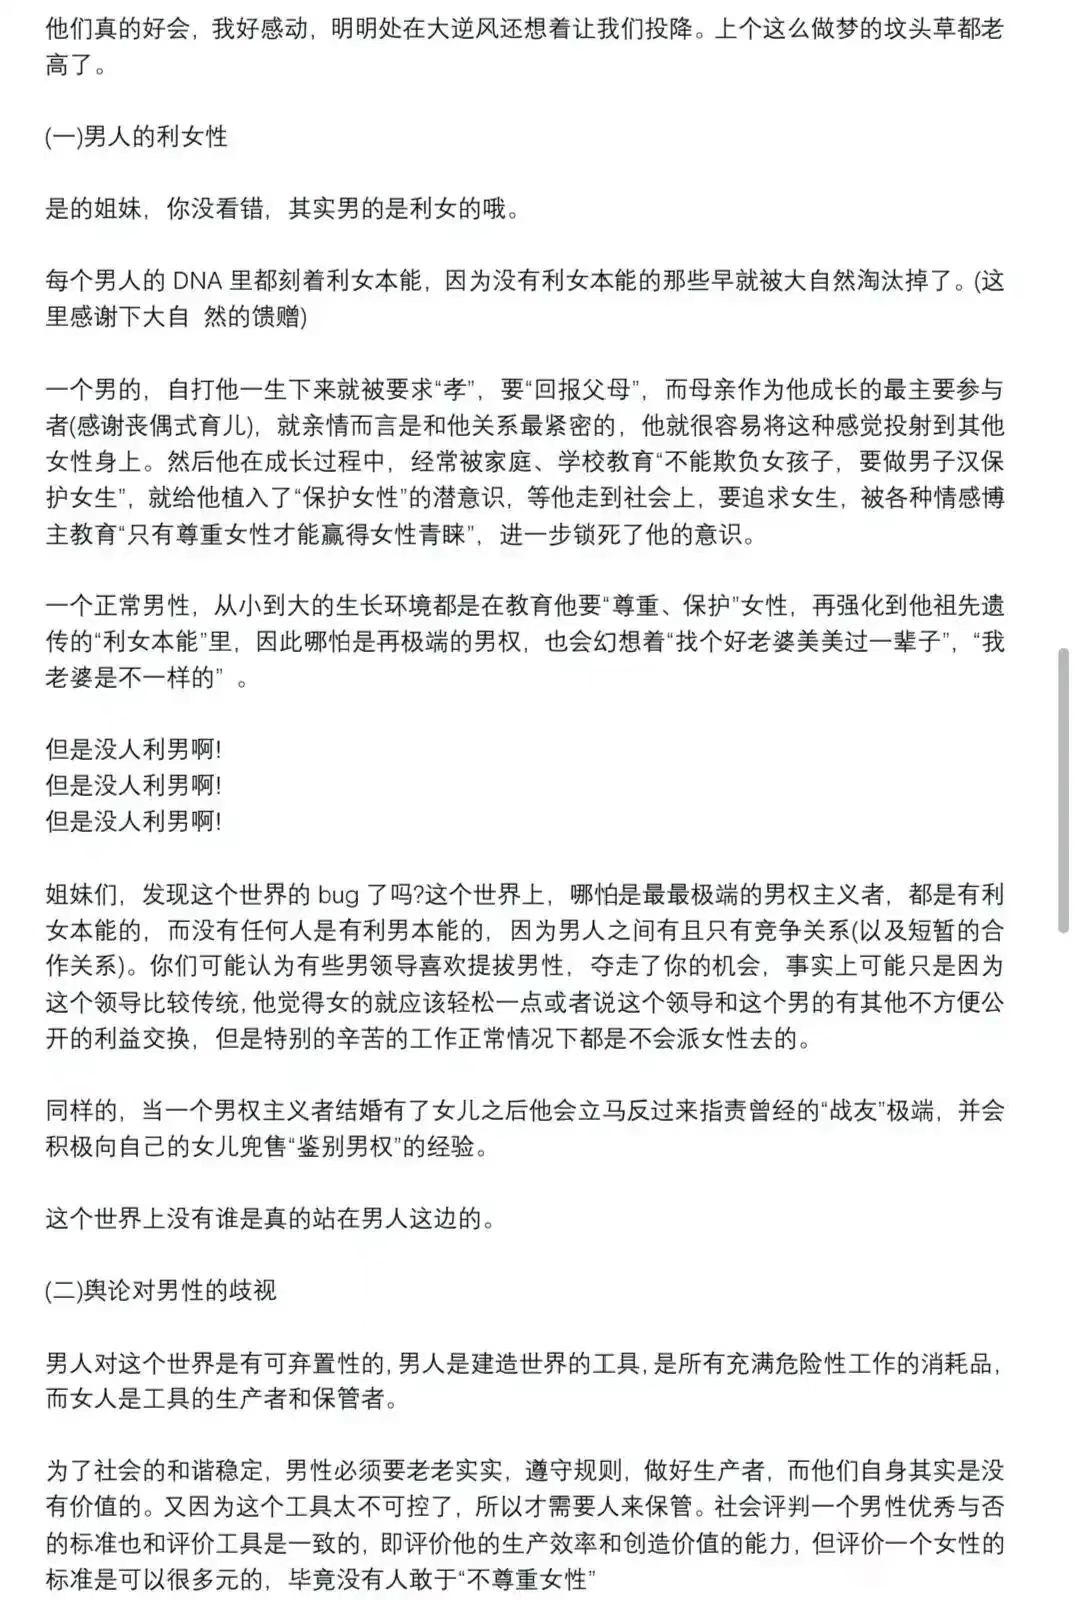 他们真的好会，我好感动，明明处在大逆风还想着让我们投降。上个这么做梦的坟头草都老
高了。
(一)男人的利女性
是的姐妹，你没看错，其实男的是利女的哦。
每个男人的 DNA 里都刻着利女本能，因为没有利女本能的那些早就被大自然淘汰掉了。(这
里感谢下大自 然的馈赠)
一个男的，自打他一生下来就被要求“孝”，要“回报父母”，而母亲作为他成长的最主要参与
者(感谢丧偶式育儿)，就亲情而言是和他关系最紧密的，他就很容易将这种感觉投射到其他
女性身上。然后他在成长过程中，经常被家庭、学校教育“不能欺负女孩子，要做男子汉保
护女生”，就给他植入了“保护女性”的潜意识，等他走到社会上，要追求女生，被各种情感博
主教育“只有尊重女性才能赢得女性青睐”，进一步锁死了他的意识。
一个正常男性，从小到大的生长环境都是在教育他要“尊重、保护”女性，再强化到他祖先遗
传的“利女本能”里，因此哪怕是再极端的男权，也会幻想着“找个好老婆美美过一辈子”，“我
老婆是不一样的” 。
但是没人利男啊!
但是没人利男啊!
但是没人利男啊!
姐妹们，发现这个世界的 bug 了吗?这个世界上，哪怕是最最极端的男权主义者，都是有利
女本能的，而没有任何人是有利男本能的，因为男人之间有且只有竞争关系(以及短暂的合
作关系)。你们可能认为有些男领导喜欢提拔男性，夺走了你的机会，事实上可能只是因为
这个领导比较传统,他觉得女的就应该轻松一点或者说这个领导和这个男的有其他不方便公
开的利益交换，但是特别的辛苦的工作正常情况下都是不会派女性去的。
同样的，当一个男权主义者结婚有了女儿之后他会立马反过来指责曾经的“战友”极端，并会
积极向自己的女儿兜售“鉴别男权”的经验。
这个世界上没有谁是真的站在男人这边的。
(二)舆论对男性的歧视
男人对这个世界是有可弃置性的,男人是建造世界的工具,是所有充满危险性工作的消耗品,
而女人是工具的生产者和保管者。
为了社会的和谐稳定，男性必须要老老实实，遵守规则，做好生产者，而他们自身其实是没
有价值的。又因为这个工具太不可控了，所以才需要人来保管。社会评判一个男性优秀与否
的标准也和评价工具是一致的，即评价他的生产效率和创造价值的能力，但评价一个女性的
标准是可以很多元的，毕竟没有人敢于“不尊重女性”